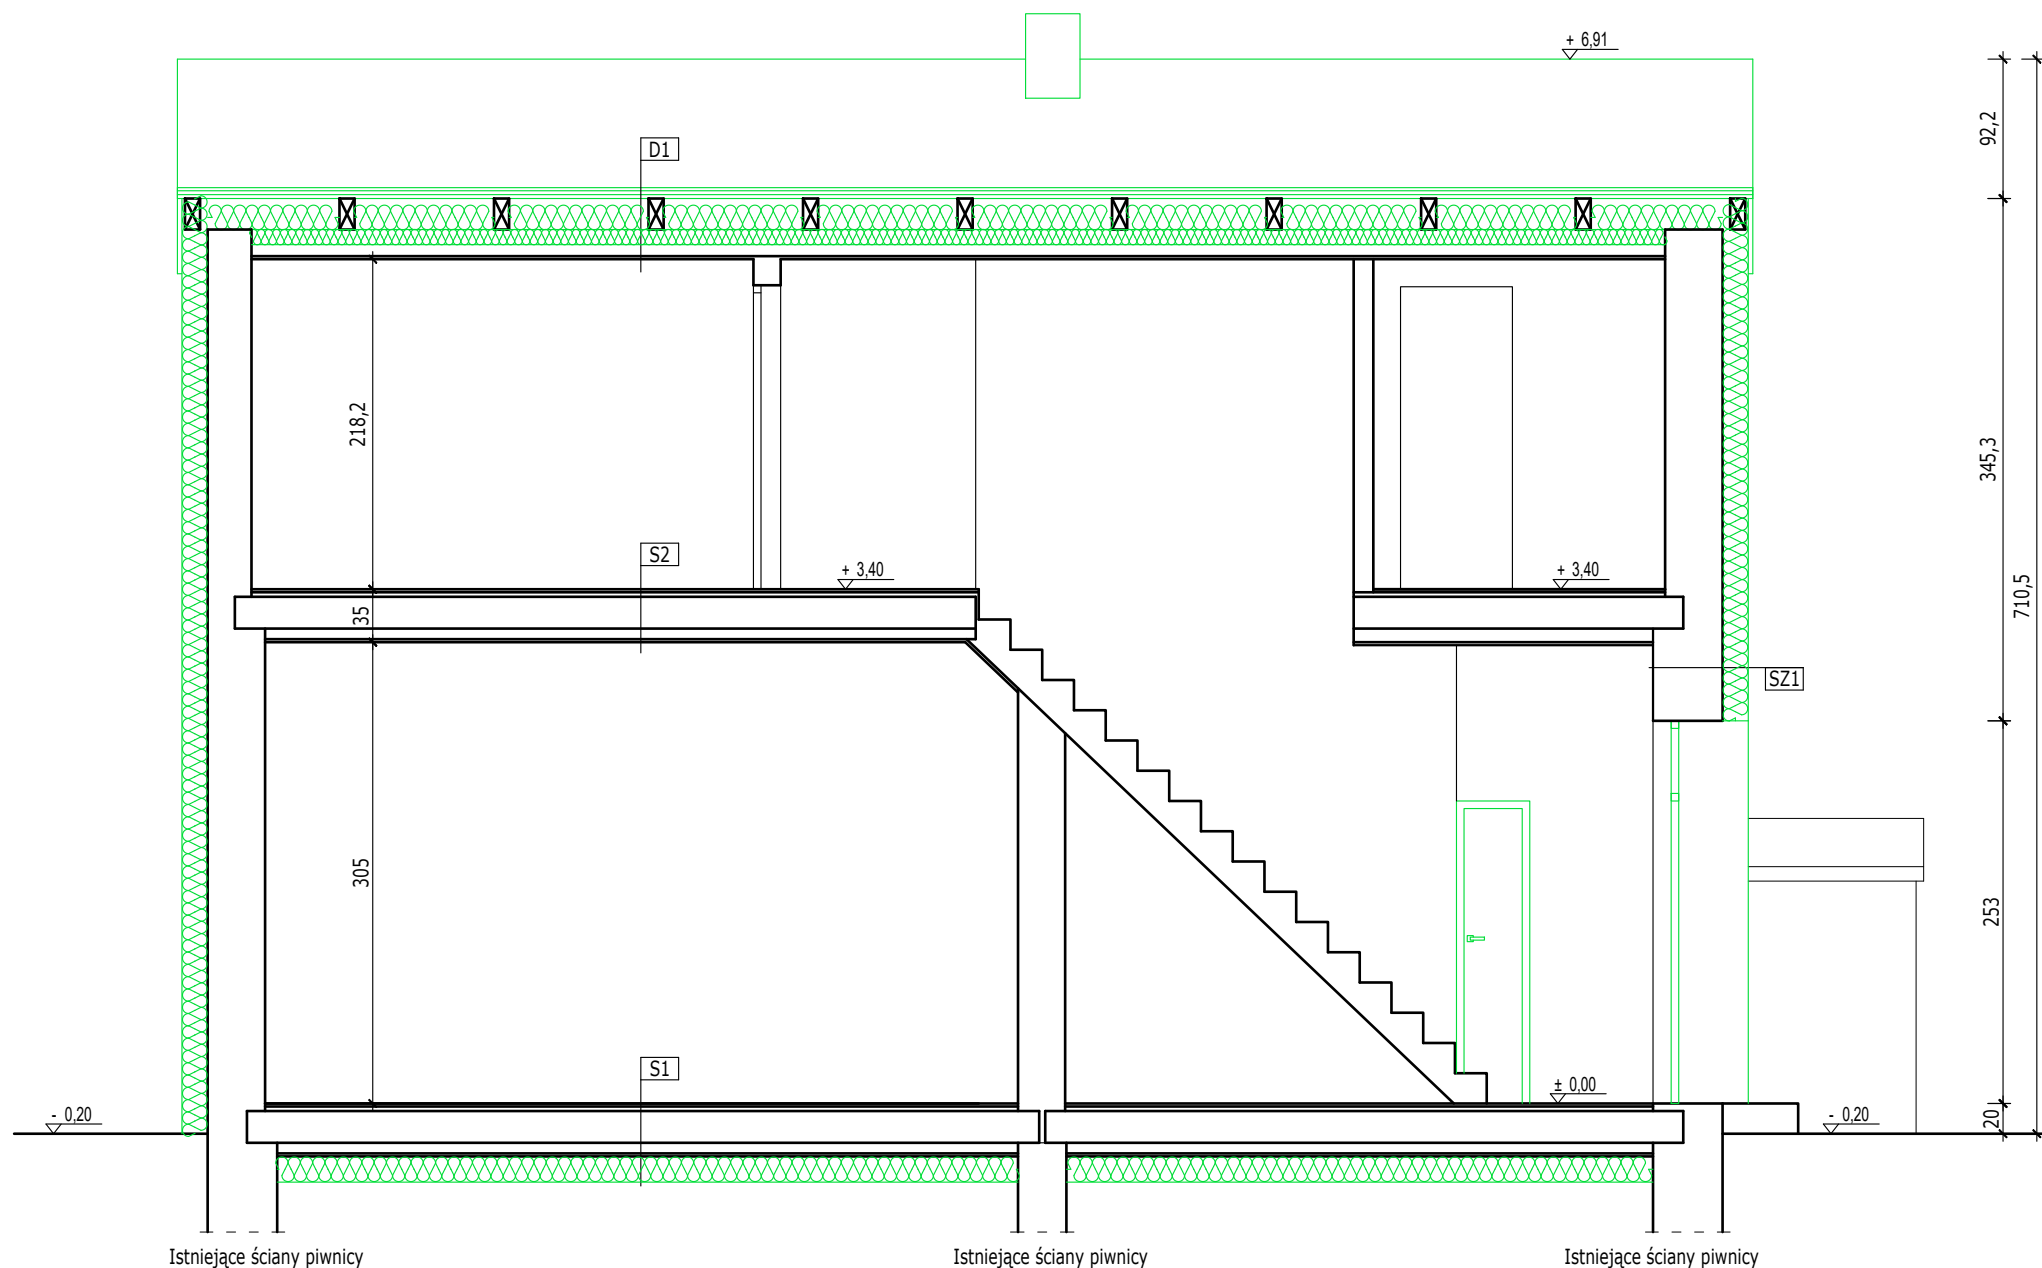 + 6,91
92,2
D1
218,2
345,3
S2
+ 3,40
+ 3,40
35
710,5
SZ1
305
253
S1
± 0,00
- 0,20
- 0,20
20
Istniejące ściany piwnicy
Istniejące ściany piwnicy
Istniejące ściany piwnicy